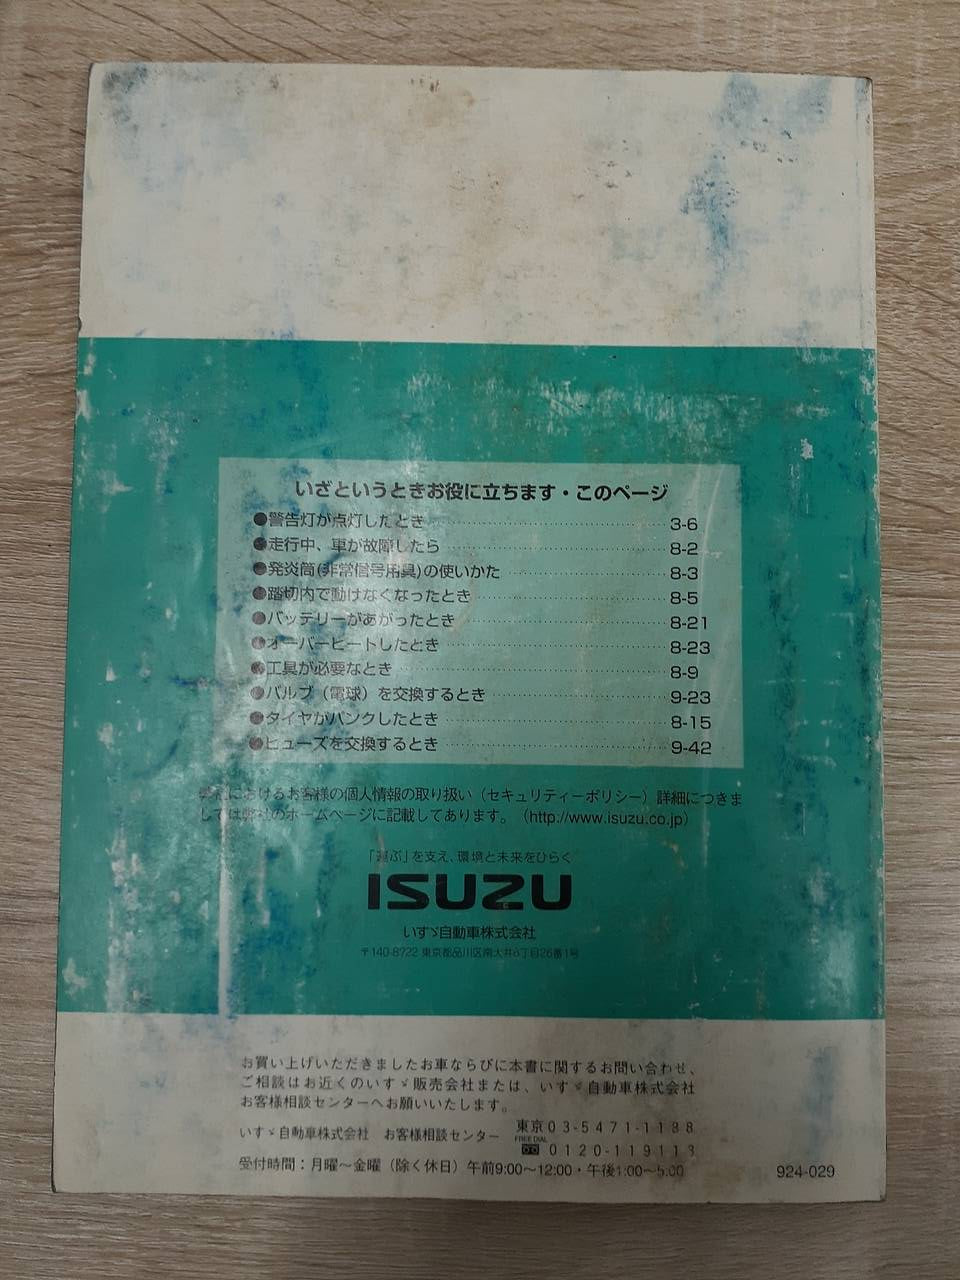 いざというときお役に立ちます・このページ
●警告灯が点灯したとき 3-6
●走行中、車が故障したら 8-2
●発炎筒(非常信号用具)の使いかた 8-3
●踏切内で動けなくなったとき 8-5
●バッテリーがあがったとき 8-21
●オーバーヒートしたとき 8-23
●工具が必要なとき 8-9
●バルブ（電球）を交換するとき 9-23
●タイヤがパンクしたとき 8-15
●ヒューズを交換するとき 9-42
弊社におけるお客様の個人情報の取り扱い（セキュリティーポリシー）詳細につきま
しては弊社のホームページに記載してあります。（http://www.isuzu.co.jp）
「運ぶ」を支え、環境と未来をひらく
ISUZU
いすゞ自動車株式会社
〒140-8722 東京都品川区南大井6丁目26番1号
お買い上げいただきましたお車ならびに本書に関するお問い合わせ、
ご相談はお近くのいすゞ販売会社または、いすゞ自動車株式会社
お客様相談センターへお願いいたします。
いすゞ自動車株式会社 お客様相談センター 東京03-5471-1188
FREE DIAL
0120-119113
受付時間：月曜～金曜（除く休日）午前9:00～12:00・午後1:00～5:00
924-029